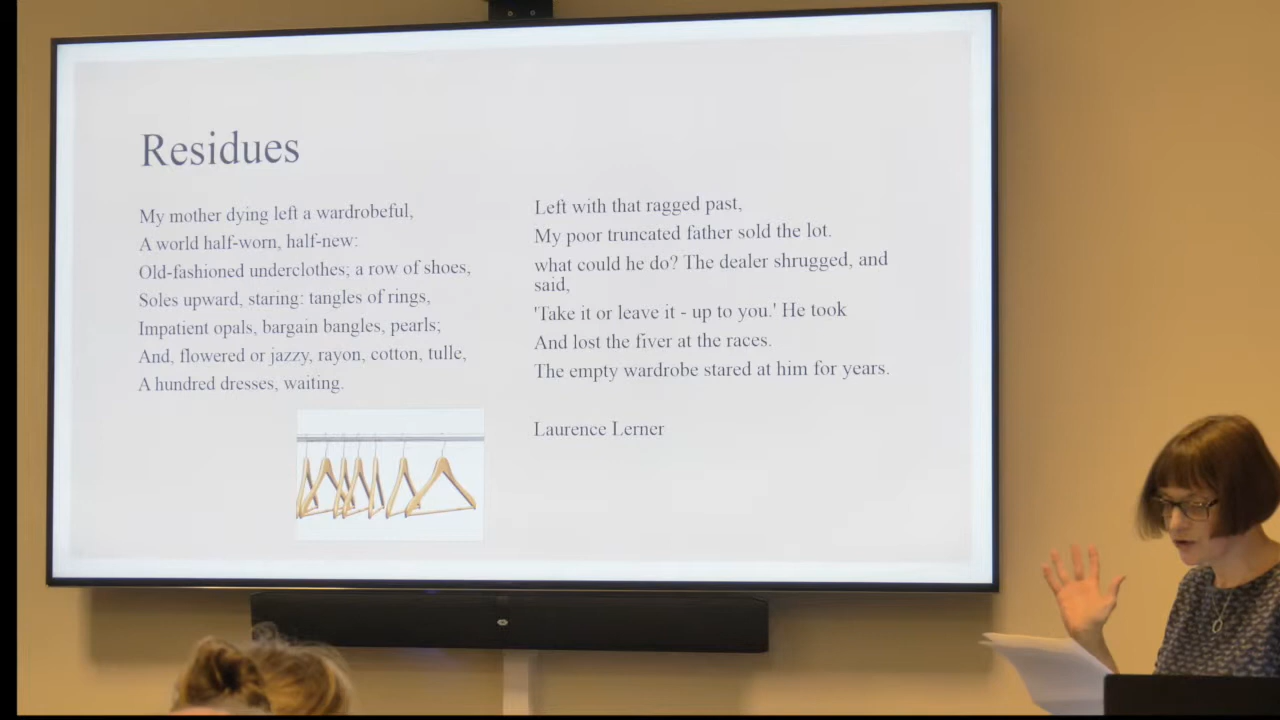 Residues
My mother dying left a wardrobeful,
A world half-worn, half-new:
Old-fashioned underclothes; a row of shoes,
Soles upward, staring: tangles of rings,
Impatient opals, bargain bangles, pearls;
And, flowered or jazzy, rayon, cotton, tulle,
A hundred dresses, waiting.
Left with that ragged past,
My poor truncated father sold the lot.
what could he do? The dealer shrugged, and
said,
'Take it or leave it - up to you.' He took
And lost the fiver at the races.
The empty wardrobe stared at him for years.
Laurence Lerner